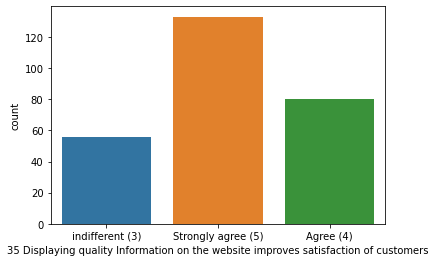 120
100
80
60
40
20
0
count
indifferent (3) Strongly agree (5) Agree (4)
35 Displaying quality Information on the website improves satisfaction of customers